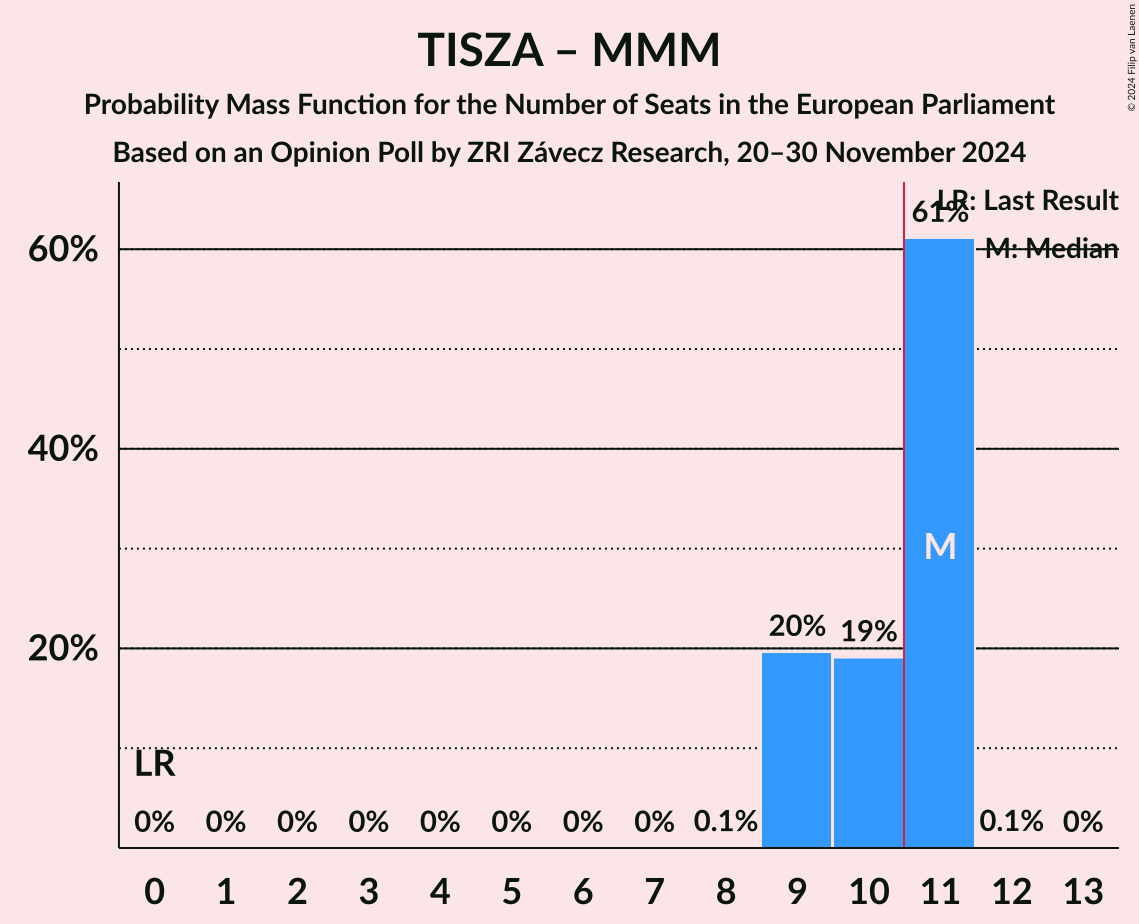 TISZA – MMM
Probability Mass Function for the Number of Seats in the European Parliament
Based on an Opinion Poll by ZRI Závecz Research, 20–30 November 2024
© 2024 Filip van Laenen
LR: Last Result
M: Median
61%
60%
40%
M
20%
20%
19%
LR
0%
0%
0%
0%
0%
0%
0%
0%
0.1%
0.1%
0%
0 1 2 3 4 5 6 7 8 9 10 11 12 13